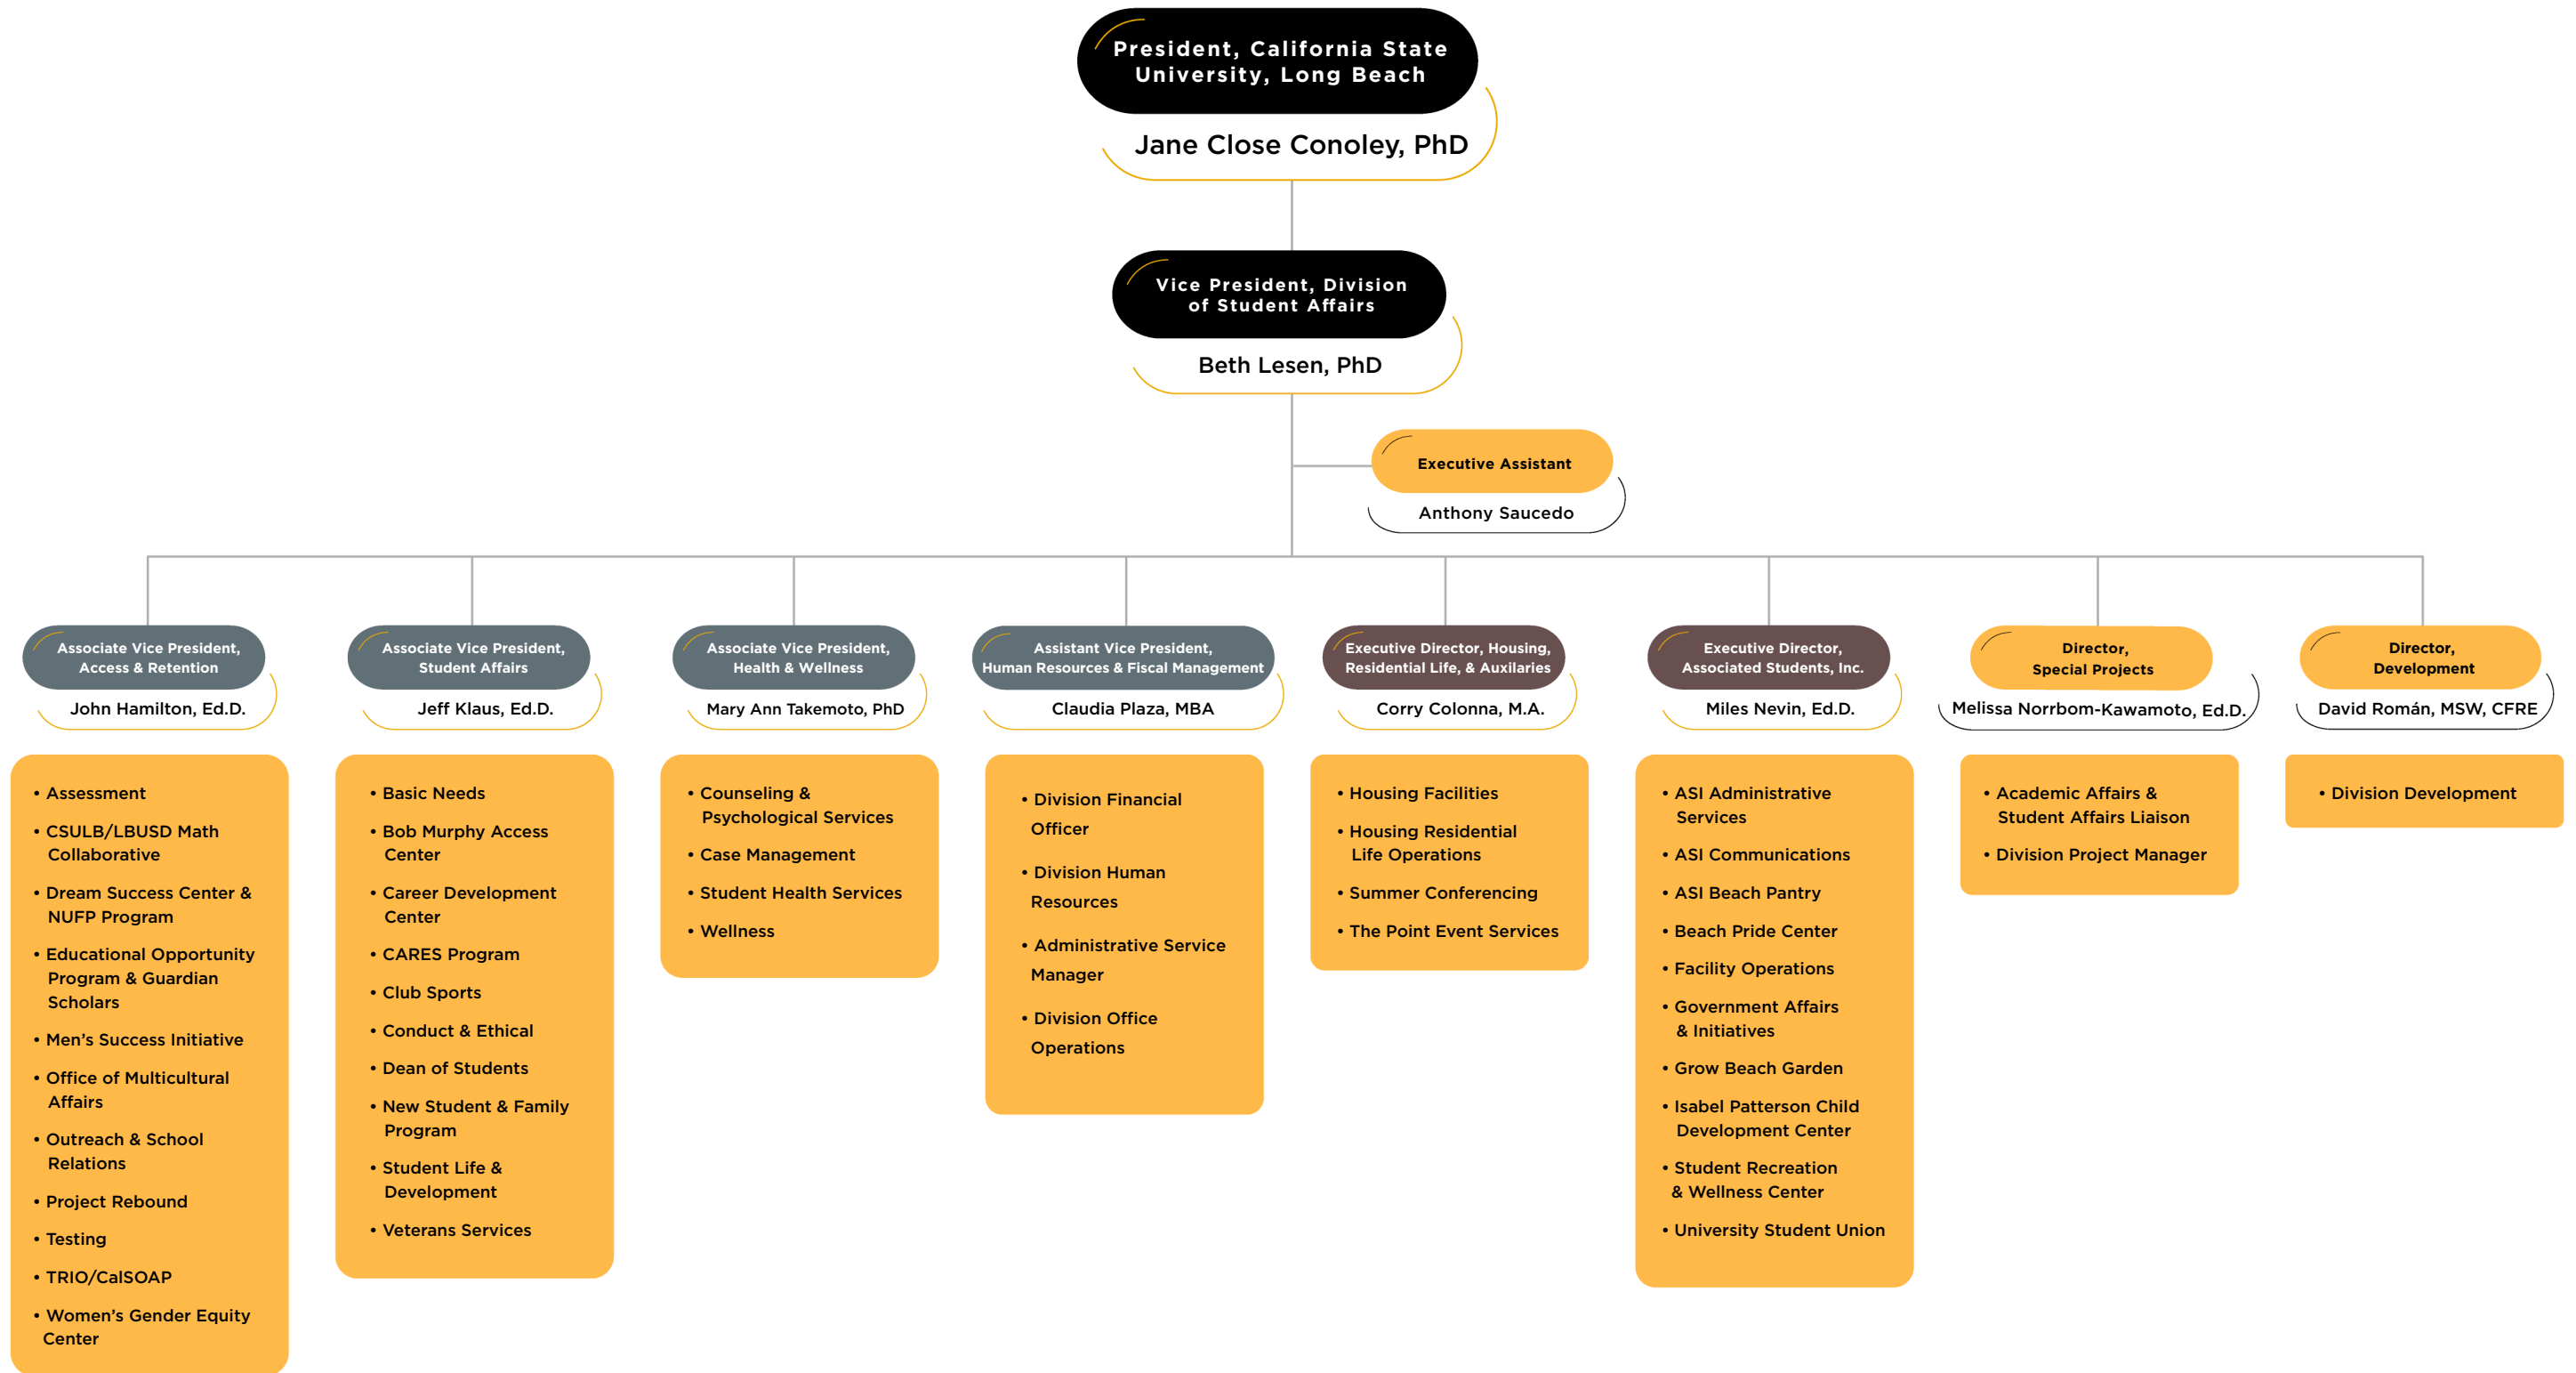 President, California State
University, Long Beach
Jane Close Conoley, PhD
Vice President, Division
of Student Affairs
Beth Lesen, PhD
Executive Assistant
Anthony Saucedo
Associate Vice President,
Access & Retention
John Hamilton, Ed.D.
• Assessment
• CSULB/LBUSD Math
Collaborative
• Dream Success Center &
NUFP Program
• Educational Opportunity
Program & Guardian
Scholars
• Men’s Success Initiative
• Office of Multicultural
Affairs
• Outreach & School
Relations
• Project Rebound
• Testing
• TRIO/CalSOAP
• Women’s Gender Equity
Center
Associate Vice President,
Student Affairs
Jeff Klaus, Ed.D.
• Basic Needs
• Bob Murphy Access
Center
• Career Development
Center
• CARES Program
• Club Sports
• Conduct & Ethical
• Dean of Students
• New Student & Family
Program
• Student Life &
Development
• Veterans Services
Associate Vice President,
Health & Wellness
Mary Ann Takemoto, PhD
• Counseling &
Psychological Services
• Case Management
• Student Health Services
• Wellness
Assistant Vice President,
Human Resources & Fiscal Management
Claudia Plaza, MBA
• Division Financial
Officer
• Division Human
Resources
• Administrative Service
Manager
• Division Office
Operations
Executive Director, Housing,
Residential Life, & Auxilaries
Corry Colonna, M.A.
• Housing Facilities
• Housing Residential
Life Operations
• Summer Conferencing
• The Point Event Services
Executive Director,
Associated Students, Inc.
Miles Nevin, Ed.D.
• ASI Administrative
Services
• ASI Communications
• ASI Beach Pantry
• Beach Pride Center
• Facility Operations
• Government Affairs
& Initiatives
• Grow Beach Garden
• Isabel Patterson Child
Development Center
• Student Recreation
& Wellness Center
• University Student Union
Director,
Special Projects
Melissa Norrbom-Kawamoto, Ed.D.
• Academic Affairs &
Student Affairs Liaison
• Division Project Manager
Director,
Development
David Román, MSW, CFRE
• Division Development